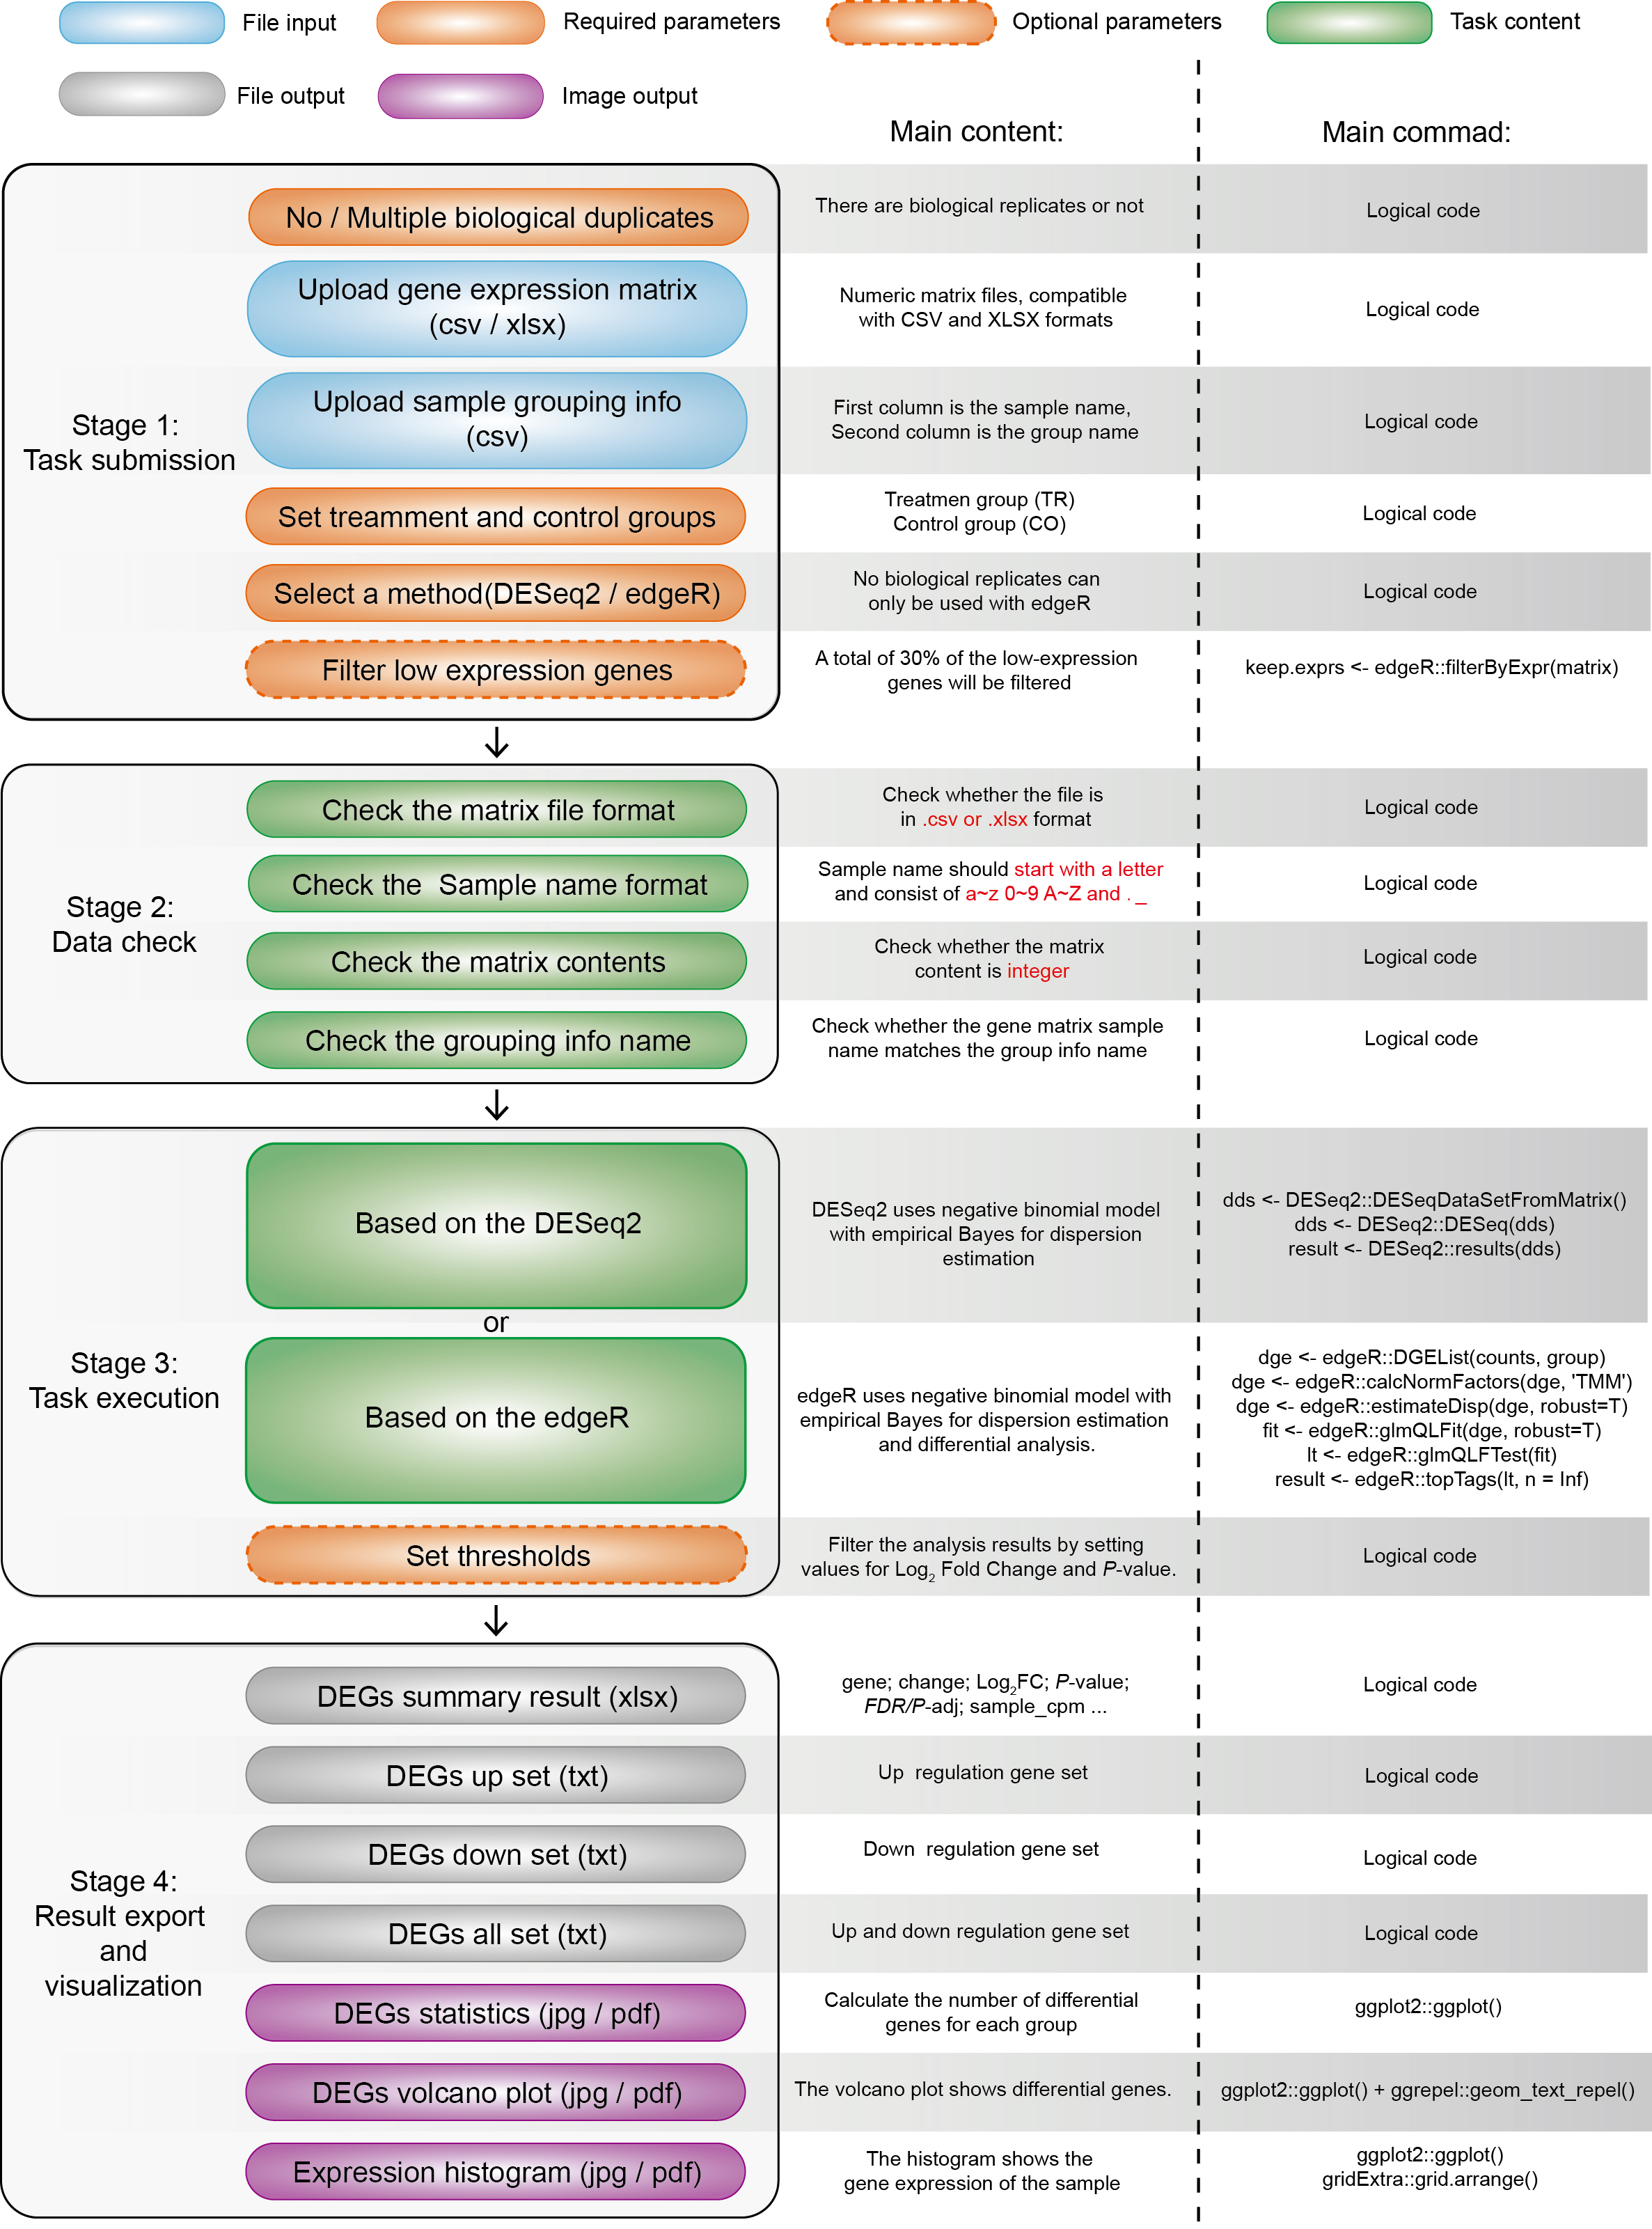 File input
Required parameters
Optional parameters
Task content
File output
Image output
Main content:
Main commad:
Stage 1:
Task submission
No / Multiple biological duplicates
There are biological replicates or not
Logical code
Upload gene expression matrix
(csv / xlsx)
Numeric matrix files, compatible
with CSV and XLSX formats
Logical code
Upload sample grouping info
(csv)
First column is the sample name,
Second column is the group name
Logical code
Set treamment and control groups
Treatmen group (TR)
Control group (CO)
Logical code
Select a method(DESeq2 / edgeR)
No biological replicates can
only be used with edgeR
Logical code
Filter low expression genes
A total of 30% of the low-expression
genes will be filtered
keep.exprs <- edgeR::filterByExpr(matrix)
Stage 2:
Data check
Check the matrix file format
Check whether the file is
in .csv or .xlsx format
Logical code
Check the  Sample name format
Sample name should start with a letter
and consist of a~z 0~9 A~Z and . _
Logical code
Check the matrix contents
Check whether the matrix
content is integer
Logical code
Check the grouping info name
Check whether the gene matrix sample
name matches the group info name
Logical code
Stage 3:
Task execution
Based on the DESeq2
DESeq2 uses negative binomial model
with empirical Bayes for dispersion
estimation
dds <- DESeq2::DESeqDataSetFromMatrix()
dds <- DESeq2::DESeq(dds)
result <- DESeq2::results(dds)
or
Based on the edgeR
edgeR uses negative binomial model with
empirical Bayes for dispersion estimation
and differential analysis.
dge <- edgeR::DGEList(counts, group)
dge <- edgeR::calcNormFactors(dge, 'TMM')
dge <- edgeR::estimateDisp(dge, robust=T)
fit <- edgeR::glmQLFit(dge, robust=T)
lt <- edgeR::glmQLFTest(fit)
result <- edgeR::topTags(lt, n = Inf)
Set thresholds
Filter the analysis results by setting
values for Log2 Fold Change and P-value.
Logical code
Stage 4:
Result export
and
visualization
DEGs summary result (xlsx)
gene; change; Log2FC; P-value;
FDR/P-adj; sample_cpm ...
Logical code
DEGs up set (txt)
Up  regulation gene set
Logical code
DEGs down set (txt)
Down  regulation gene set
Logical code
DEGs all set (txt)
Up and down regulation gene set
Logical code
DEGs statistics (jpg / pdf)
Calculate the number of differential
genes for each group
ggplot2::ggplot()
DEGs volcano plot (jpg / pdf)
The volcano plot shows differential genes.
ggplot2::ggplot() + ggrepel::geom_text_repel()
Expression histogram (jpg / pdf)
The histogram shows the
gene expression of the sample
ggplot2::ggplot()
gridExtra::grid.arrange()